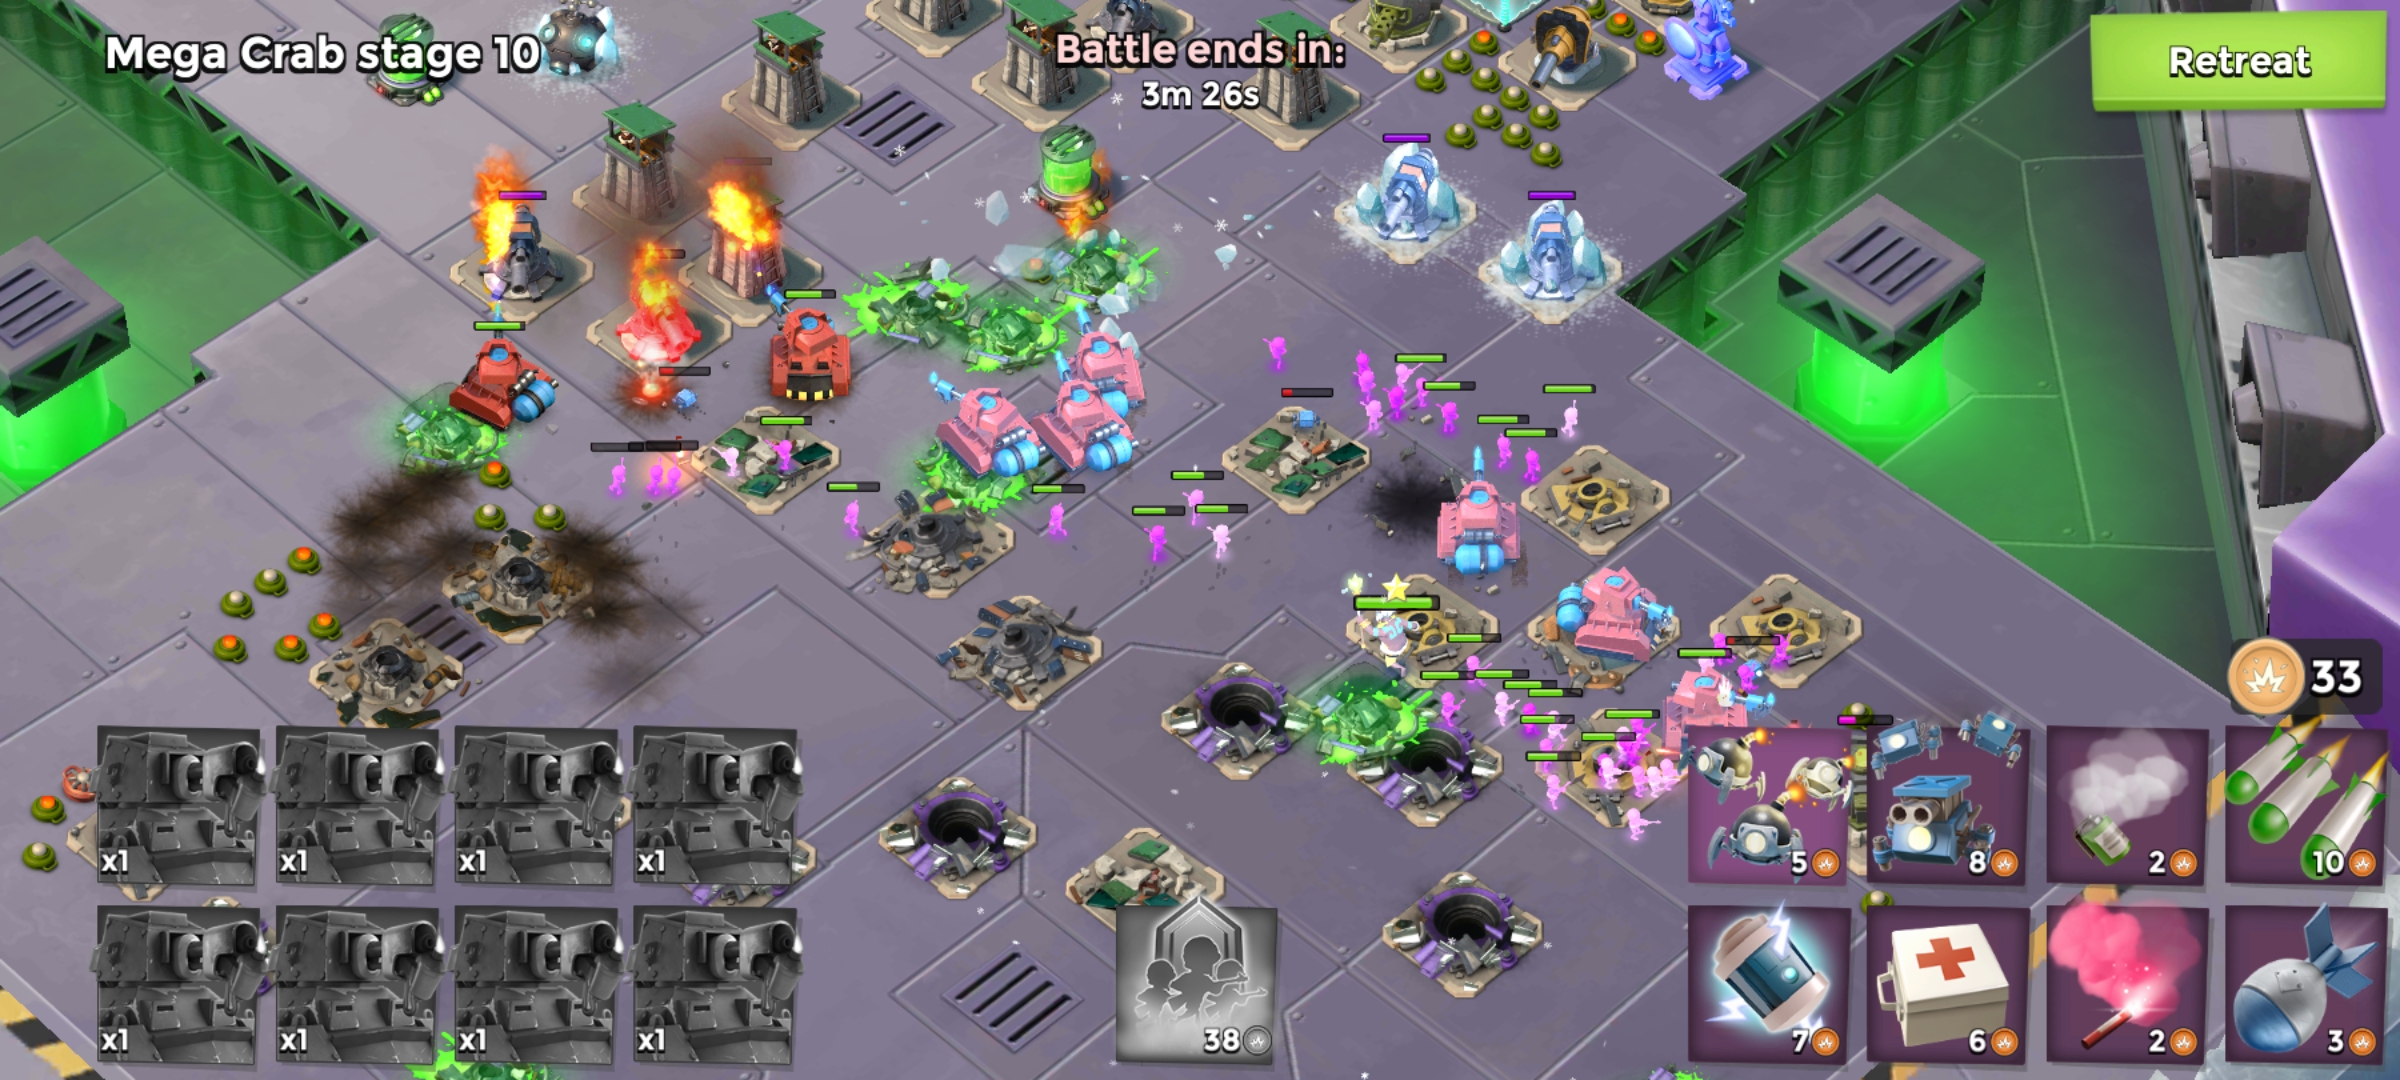 Mega Crab stage 10
Battle ends in:
3m 26s
Retreat
33
x1
x1
x1
x1
5
8
2
10
x1
x1
x1
x1
38
7
6
2
3